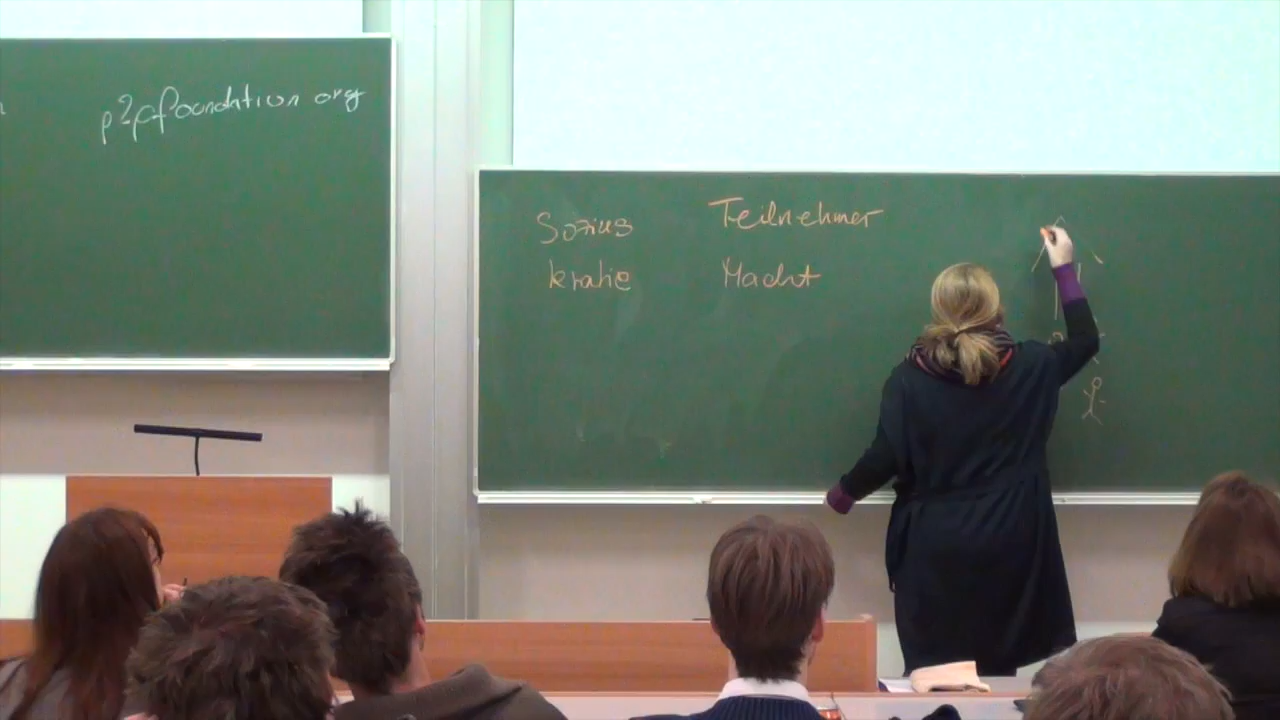 p2pfoundation org
Sozius Teilnehmer
kratie Macht